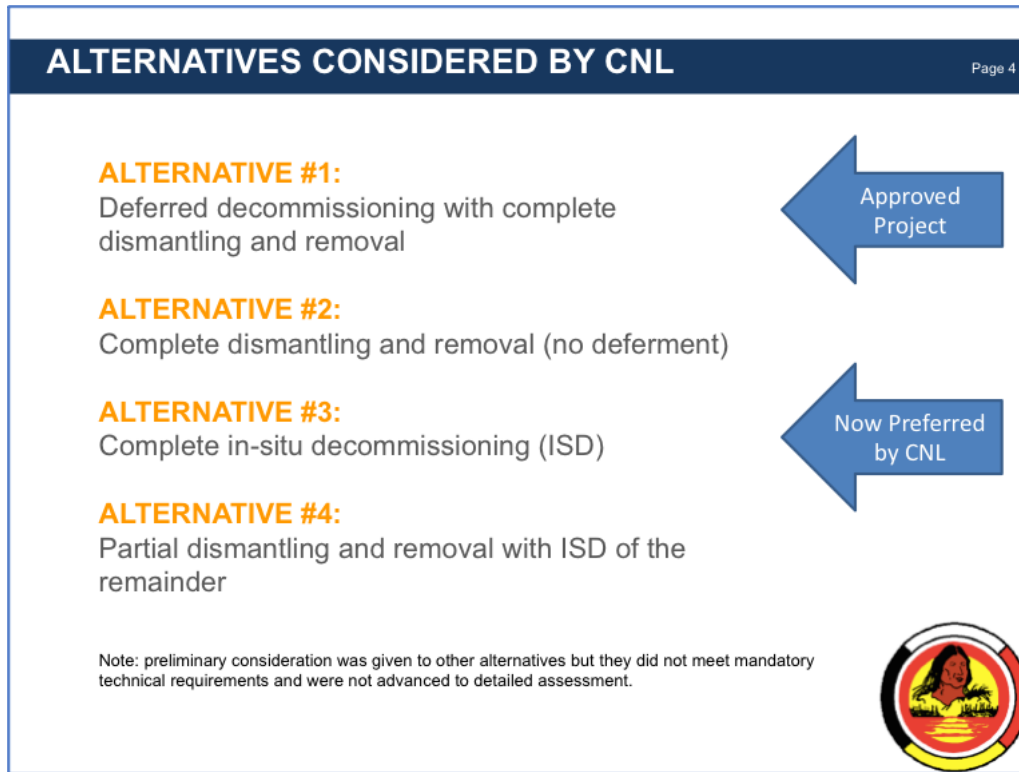 ALTERNATIVES CONSIDERED BY CNL
Page 4
ALTERNATIVE #1:
Deferred decommissioning with complete
dismantling and removal
Approved
Project
ALTERNATIVE #2:
Complete dismantling and removal (no deferment)
ALTERNATIVE #3:
Complete in-situ decommissioning (ISD)
Now Preferred
by CNL
ALTERNATIVE #4:
Partial dismantling and removal with ISD of the
remainder
Note: preliminary consideration was given to other alternatives but they did not meet mandatory
technical requirements and were not advanced to detailed assessment.